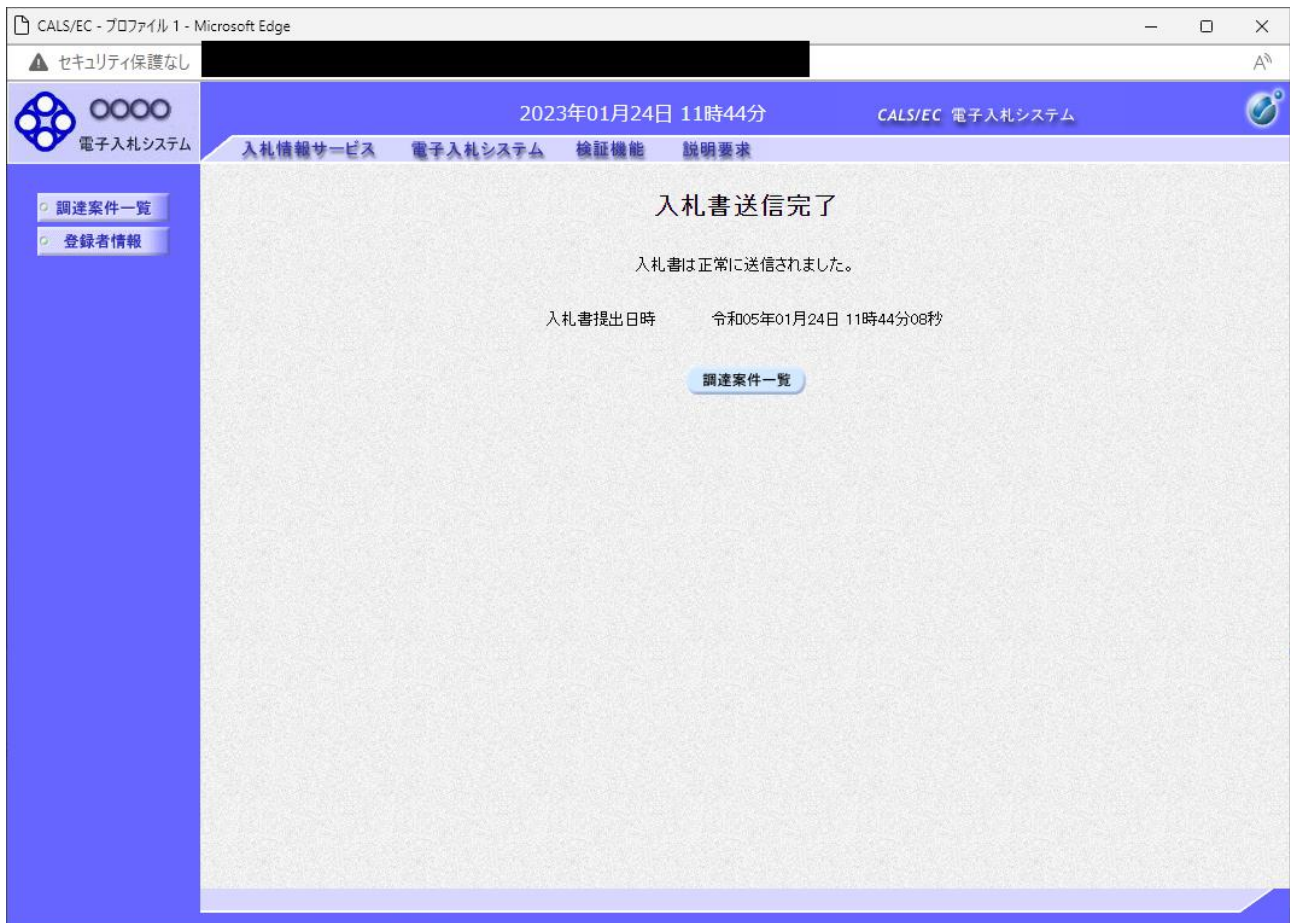 CALS/EC - プロファイル 1 - Microsoft Edge
セキュリティ保護なし
OOOO
電子入札システム
2023年01月24日 11時44分
CALS/EC 電子入札システム
入札情報サービス 電子入札システム 検証機能 説明要求
調達案件一覧
登録者情報
入札書送信完了
入札書は正常に送信されました。
入札書提出日時 令和05年01月24日 11時44分08秒
調達案件一覧